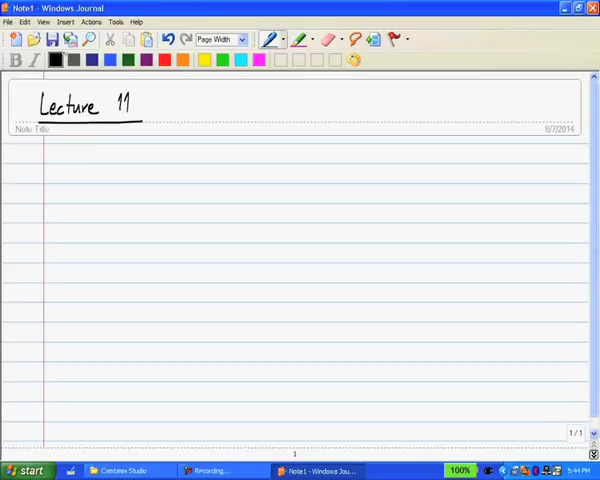 Note1 - Windows Journal
File Edit View Insert Actions Tools Help
Page Width
B I
Lecture 11
Note Title 8/7/2014
1/1
1
start Camtasia Studio Recording... Note1 - Windows Jou... 100% 5:44 PM